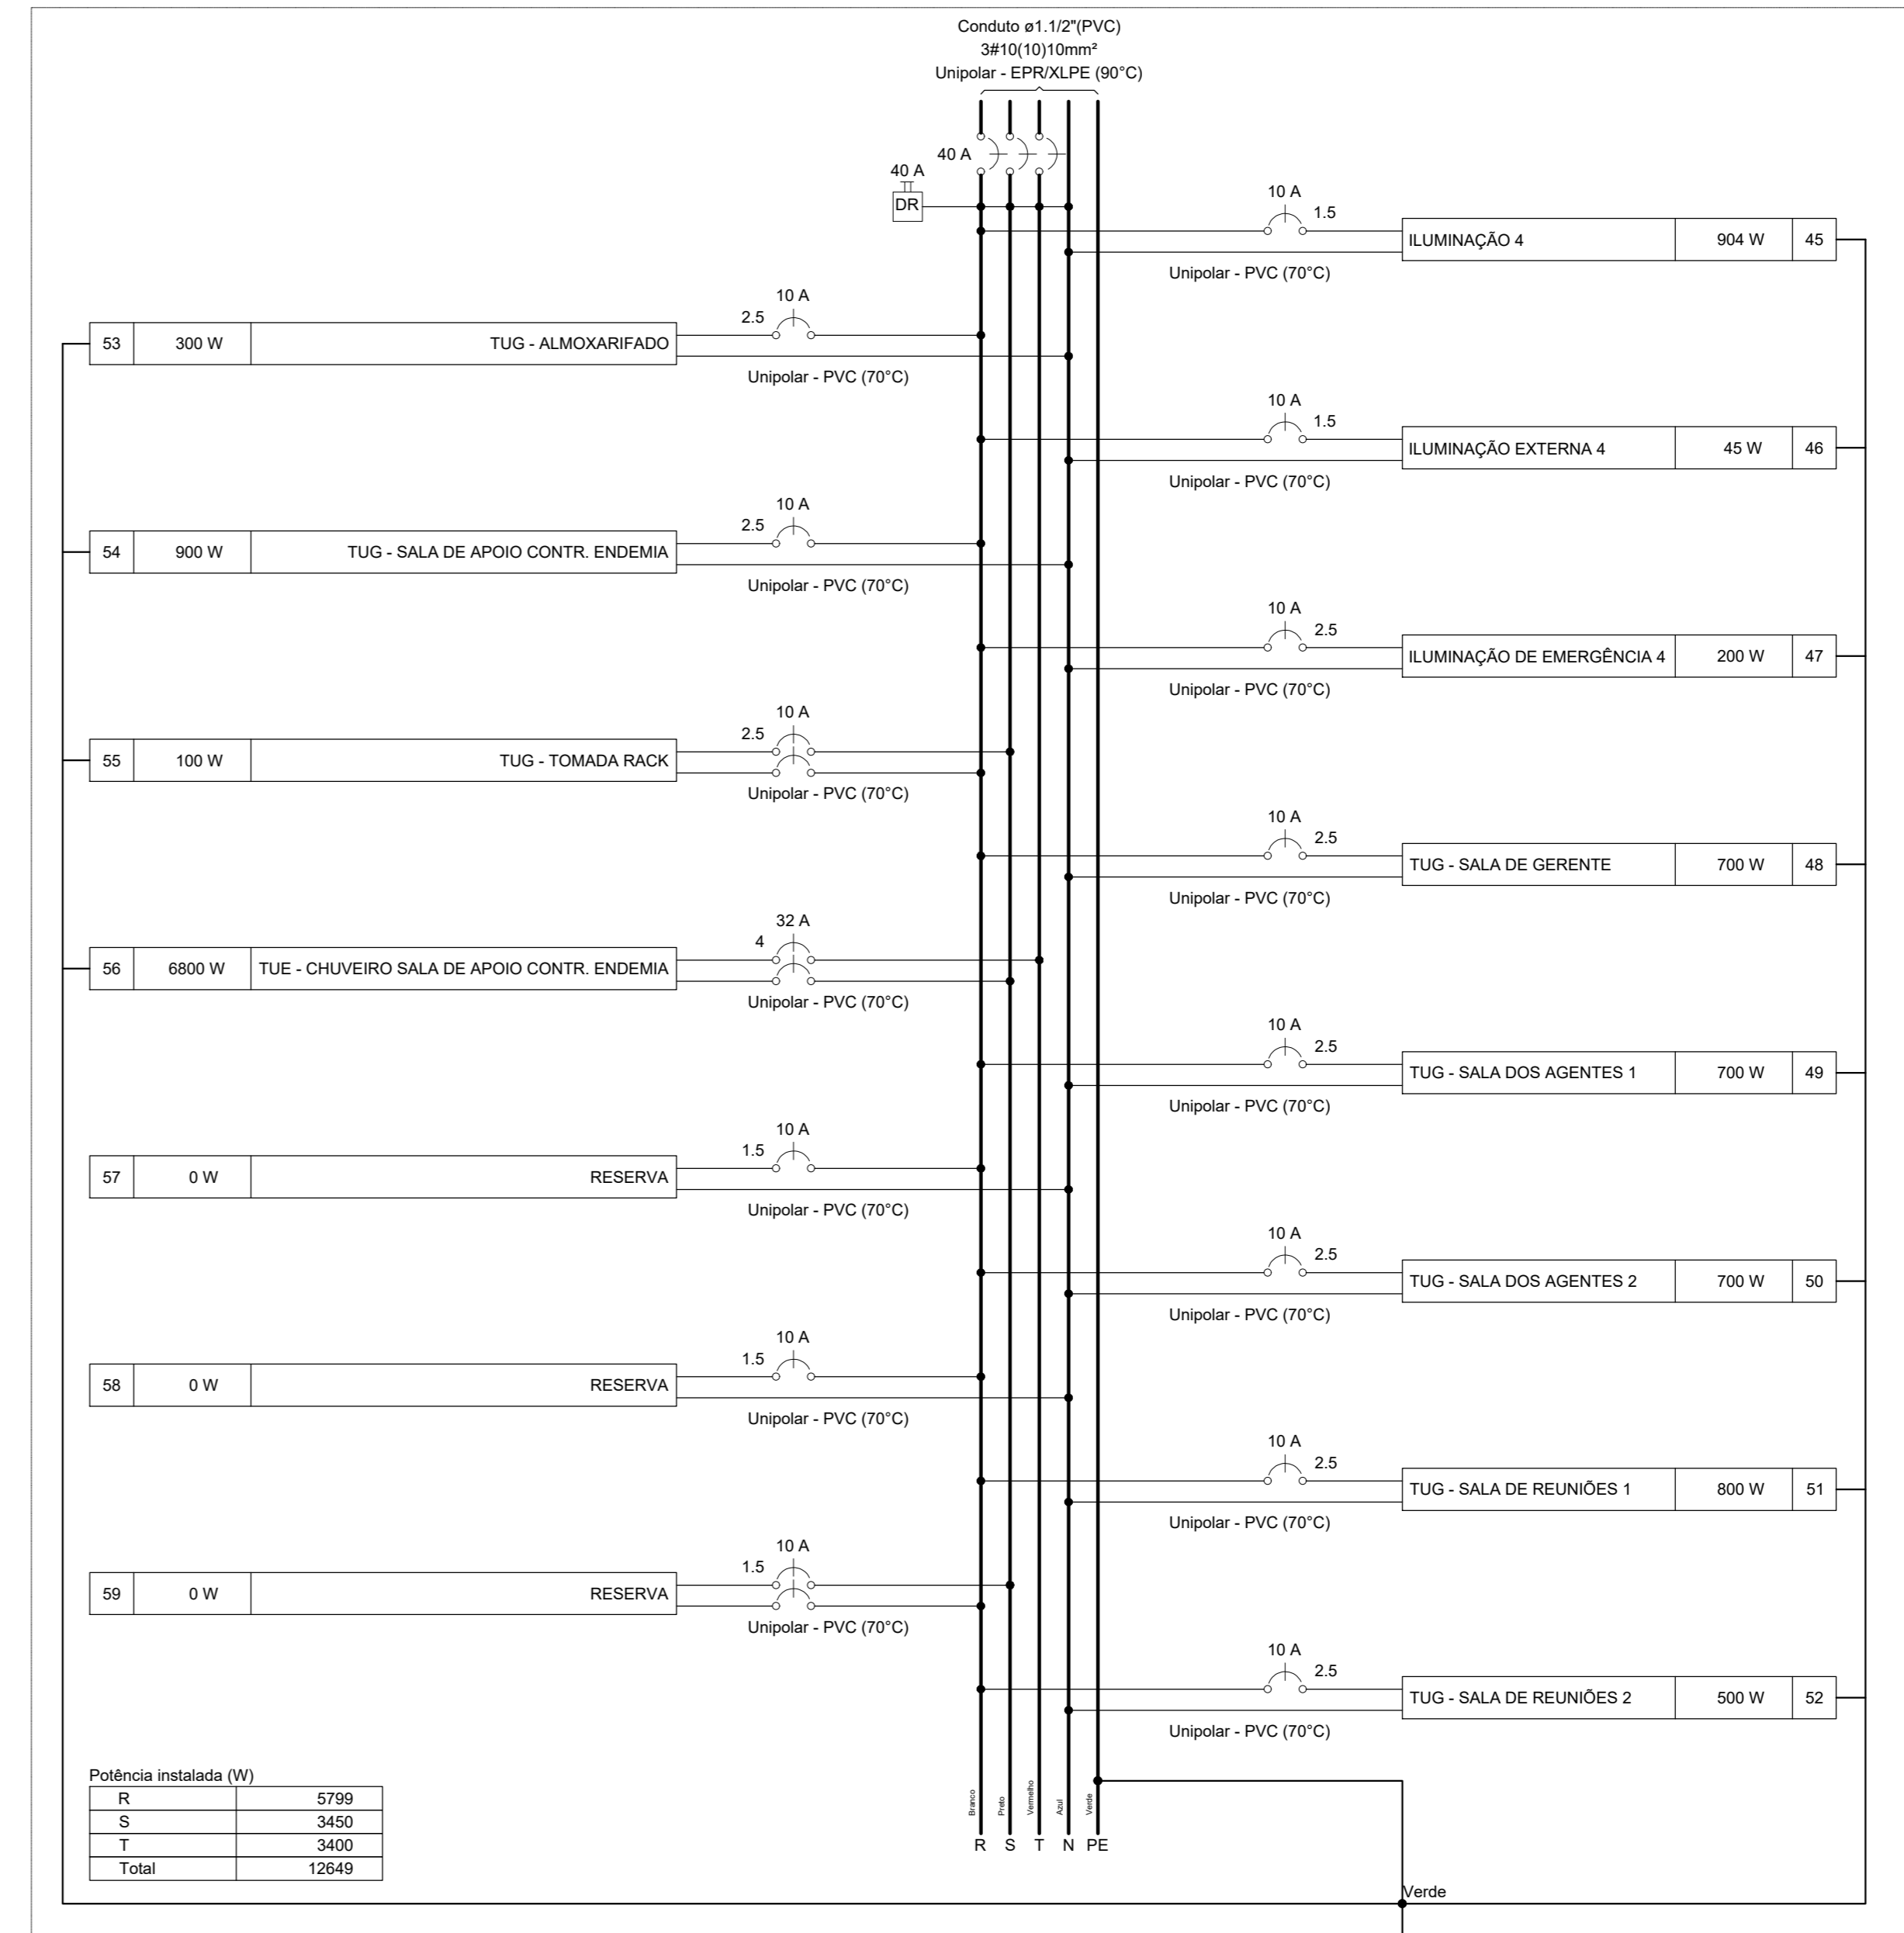 Conduto ø1.1/2"(PVC)
3#10(10)10mm²
Unipolar - EPR/XLPE (90°C)
40 A
40 A
DR
10 A
1.5
ILUMINAÇÃO 4 904 W 45
Unipolar - PVC (70°C)
10 A
2.5
53 300 W TUG - ALMOXARIFADO
Unipolar - PVC (70°C)
10 A
1.5
ILUMINAÇÃO EXTERNA 4 45 W 46
Unipolar - PVC (70°C)
10 A
2.5
54 900 W TUG - SALA DE APOIO CONTR. ENDEMIA
Unipolar - PVC (70°C)
10 A
2.5
ILUMINAÇÃO DE EMERGÊNCIA 4 200 W 47
Unipolar - PVC (70°C)
10 A
2.5
55 100 W TUG - TOMADA RACK
Unipolar - PVC (70°C)
10 A
2.5
TUG - SALA DE GERENTE 700 W 48
Unipolar - PVC (70°C)
32 A
4
56 6800 W TUE - CHUVEIRO SALA DE APOIO CONTR. ENDEMIA
Unipolar - PVC (70°C)
10 A
2.5
TUG - SALA DOS AGENTES 1 700 W 49
Unipolar - PVC (70°C)
10 A
1.5
57 0 W RESERVA
Unipolar - PVC (70°C)
10 A
2.5
TUG - SALA DOS AGENTES 2 700 W 50
Unipolar - PVC (70°C)
10 A
1.5
58 0 W RESERVA
Unipolar - PVC (70°C)
10 A
2.5
TUG - SALA DE REUNIÕES 1 800 W 51
Unipolar - PVC (70°C)
10 A
1.5
59 0 W RESERVA
Unipolar - PVC (70°C)
10 A
2.5
TUG - SALA DE REUNIÕES 2 500 W 52
Unipolar - PVC (70°C)
Potência instalada (W)
R 5799
S 3450
T 3400
Total 12649
Branco Preto Vermelho Azul Verde
R S T N PE
Verde